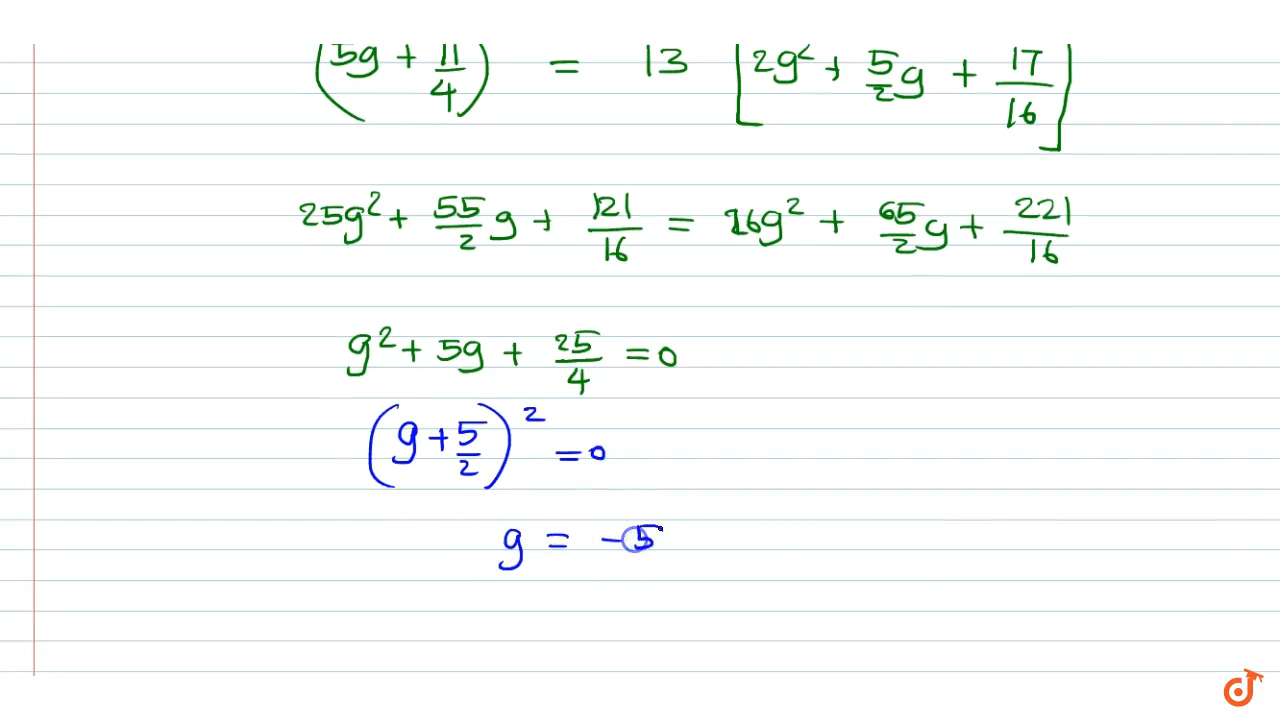 (5g + 11/4) = 13 [2g² + 5/2 g + 17/16]
25g² + 55/2 g + 121/16 = 26g² + 65/2 g + 221/16
g² + 5g + 25/4 = 0
(g + 5/2)² = 0
g = -5